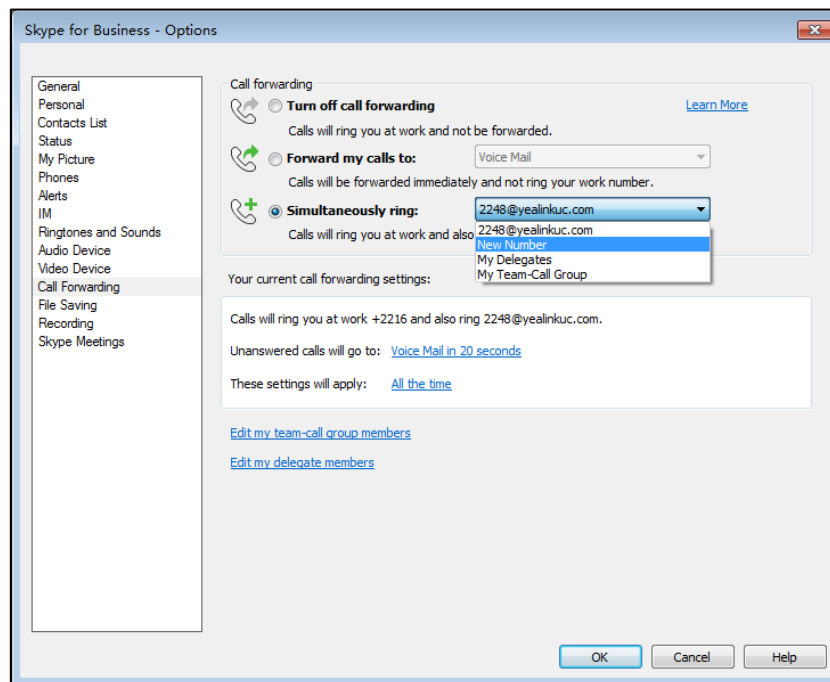 Skype for Business - Options
General
Personal
Contacts List
Status
My Picture
Phones
Alerts
IM
Ringtones and Sounds
Audio Device
Video Device
Call Forwarding
File Saving
Recording
Skype Meetings
Call forwarding
Turn off call forwarding
Learn More
Calls will ring you at work and not be forwarded.
Forward my calls to:
Voice Mail
Calls will be forwarded immediately and not ring your work number.
Simultaneously ring:
2248@yealinkuc.com
Calls will ring you at work and also
2248@yealinkuc.com
New Number
My Delegates
My Team-Call Group
Your current call forwarding settings:
Calls will ring you at work +2216 and also ring 2248@yealinkuc.com.
Unanswered calls will go to: Voice Mail in 20 seconds
These settings will apply: All the time
Edit my team-call group members
Edit my delegate members
OK
Cancel
Help